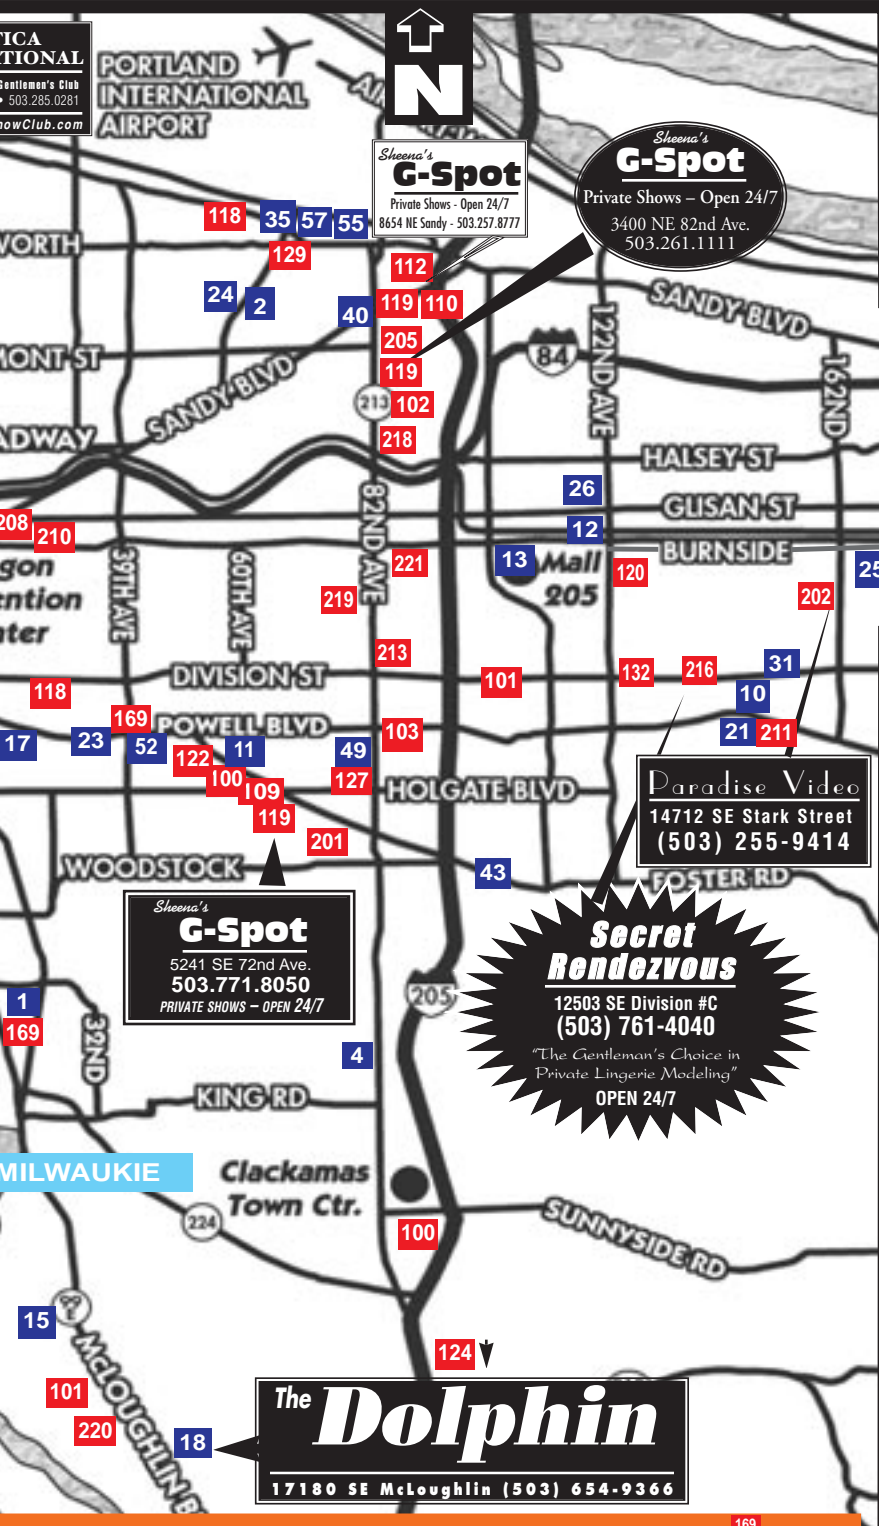 TICA
ATIONAL
Gentlemen's Club
• 503.285.0281
howClub.com
PORTLAND
INTERNATIONAL
AIRPORT
N
Sheena's
G-Spot
Private Shows - Open 24/7
8654 NE Sandy - 503.257.8777
Sheena's
G-Spot
Private Shows – Open 24/7
3400 NE 82nd Ave.
503.261.1111
118
35
57
55
WORTH
129
112
24
2
40
119
110
SANDY BLVD
205
84
122ND AVE
MONT ST
119
162ND
SANDY BLVD
213
102
ADWAY
218
HALSEY ST
26
GLISAN ST
82ND AVE
208
210
12
BURNSIDE
gon
ention
nter
39TH AVE
60TH AVE
221
13
Mall
205
120
25
219
202
213
DIVISION ST
101
132
216
31
118
10
169
POWELL BLVD
103
21
211
17
23
52
11
49
122
100
109
127
HOLGATE BLVD
119
201
Paradise Video
14712 SE Stark Street
(503) 255-9414
WOODSTOCK
43
FOSTER RD
Sheena's
G-Spot
5241 SE 72nd Ave.
503.771.8050
PRIVATE SHOWS – OPEN 24/7
Secret
Rendezvous
12503 SE Division #C
(503) 761-4040
"The Gentleman's Choice in
Private Lingerie Modeling"
OPEN 24/7
205
1
169
32ND
4
KING RD
MILWAUKIE
Clackamas
Town Ctr.
224
100
SUNNYSIDE RD
15
124
McLOUGHLIN B
101
220
18
The
Dolphin
17180 SE McLoughlin (503) 654-9366
169